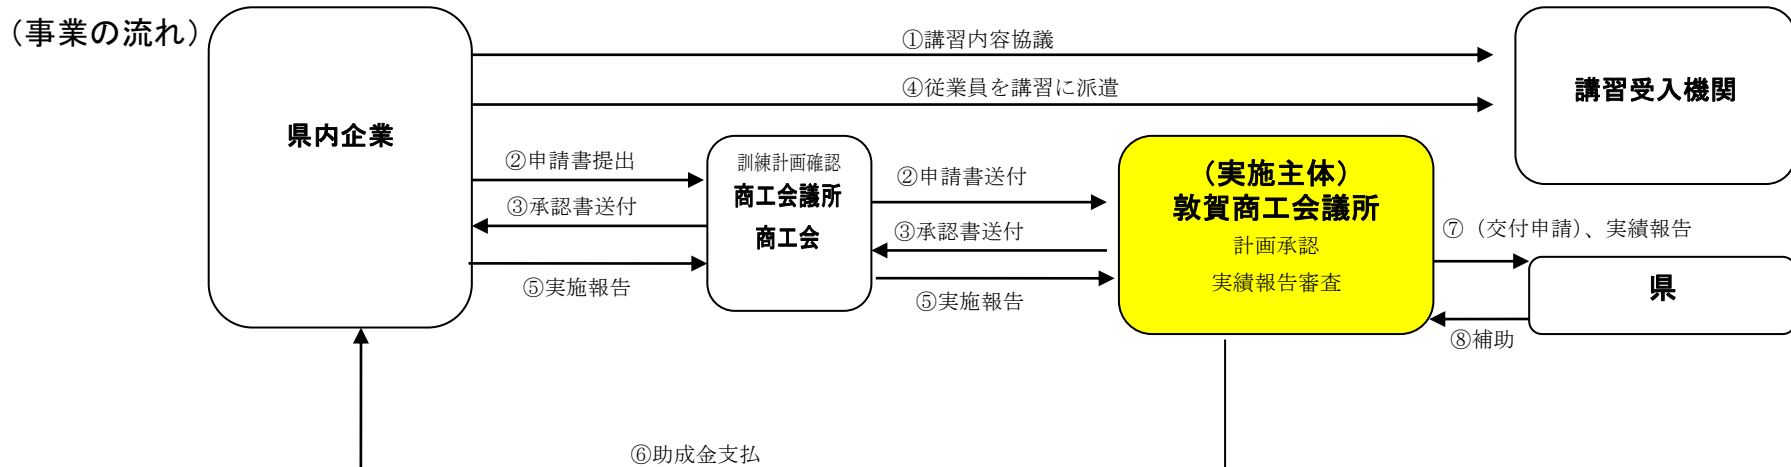 (事業の流れ)
①講習内容協議
④従業員を講習に派遣
講習受入機関
県内企業
②申請書提出
③承認書送付
⑤実施報告
訓練計画確認
商工会議所
商工会
②申請書送付
③承認書送付
⑤実施報告
(実施主体)
敦賀商工会議所
計画承認
実績報告審査
⑦(交付申請)、実績報告
県
⑧補助
⑥助成金支払